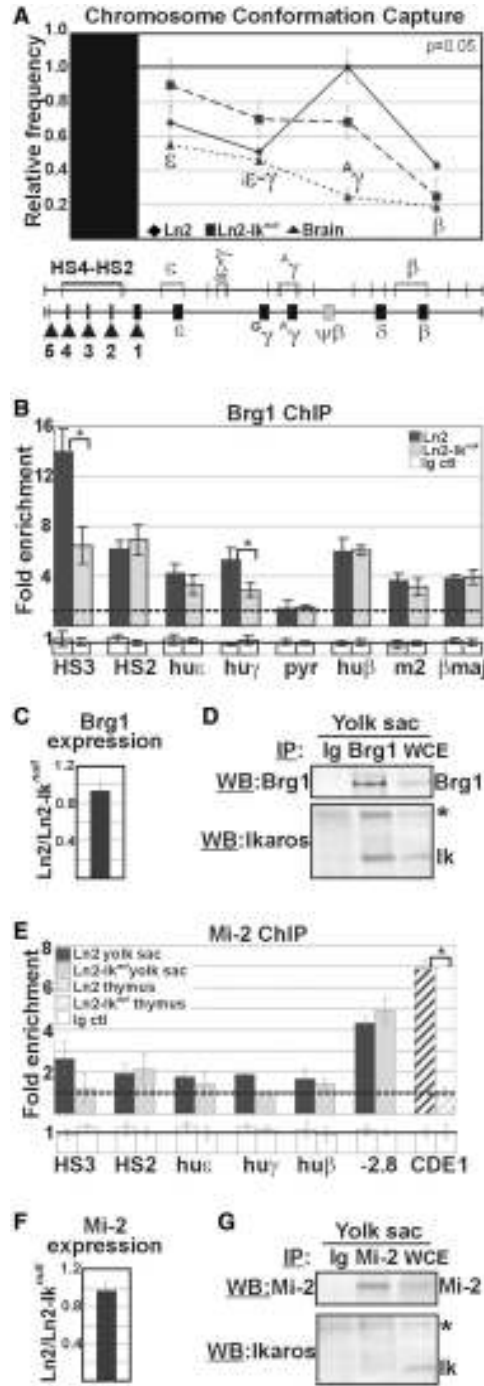 A Chromosome Conformation Capture
Relative frequency
1.0
1.0
0.8
0.6
0.4
0.2
p=0.05
ε
Aγ
β
Ln2 Ln2-Ik null Brain
HS4-HS2 ε Aγ β
5 4 3 2 1 ε Gγ Aγ ψβ δ β
B Brg1 ChIP
Fold enrichment
16
12
8
4
1
*
*
Ln2
Ln2-Ik null
Ig ctl
HS3 HS2 huε huγ pyr huβ m2 βmaj
C Brg1
expression
Ln2/Ln2-Ik null
1.2
0.8
0.4
D Yolk sac
IP: Ig Brg1 WCE
WB:Brg1 Brg1
WB:Ikaros *
Ik
E Mi-2 ChIP
Fold enrichment
8
6
4
2
1
Ln2 yolk sac
Ln2-Ik null yolk sac
Ln2 thymus
Ln2-Ik null thymus
Ig ctl
*
HS3 HS2 huε huγ huβ -2.8 CDE1
F Mi-2
expression
Ln2/Ln2-Ik null
1.2
0.8
0.4
G Yolk sac
IP: Ig Mi-2 WCE
WB:Mi-2 Mi-2
WB:Ikaros *
Ik